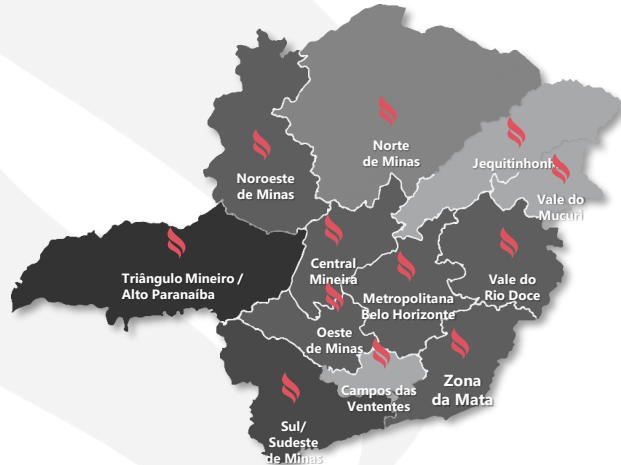 Norte
de Minas
Jequitinhonha
Noroeste
de Minas
Vale do
Mucuri
Central
Mineira
Triângulo Mineiro /
Alto Paranaíba
Vale do
Rio Doce
Metropolitana
Belo Horizonte
Oeste
de Minas
Zona
da Mata
Campos das
Vententes
Sul/
Sudeste
de Minas